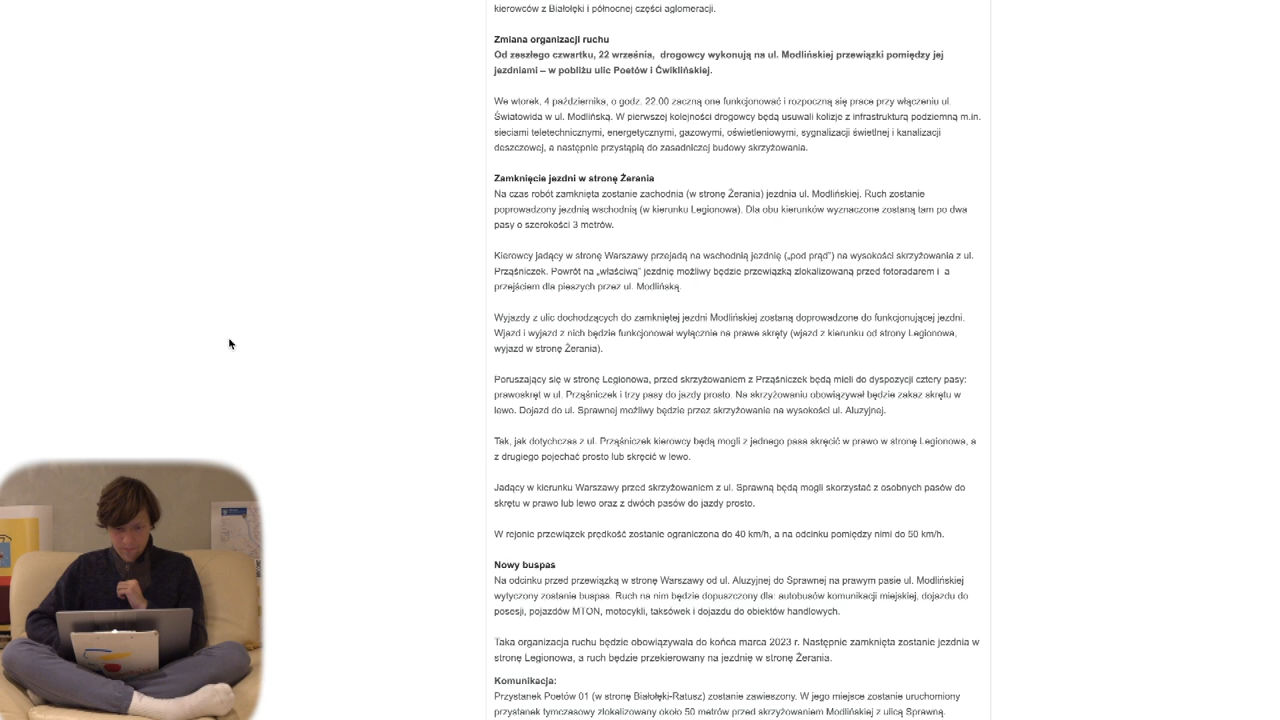 kierowców z Białołęki i północnej części aglomeracji.
Zmiana organizacji ruchu
Od zeszłego czwartku, 22 września, drogowcy wykonują na ul. Modlińskiej przewiązki pomiędzy jej
jezdniami – w pobliżu ulic Poetów i Ćwiklińskiej.
We wtorek, 4 października, o godz. 22.00 zaczną one funkcjonować i rozpoczną się prace przy włączeniu ul.
Światowida w ul. Modlińską. W pierwszej kolejności drogowcy będą usuwali kolizje z infrastrukturą podziemną m.in.
sieciami teletechnicznymi, energetycznymi, gazowymi, oświetleniowymi, sygnalizacji świetlnej i kanalizacji
deszczowej, a następnie przystąpią do zasadniczej budowy skrzyżowania.
Zamknięcie jezdni w stronę Żerania
Na czas robót zamknięta zostanie zachodnia (w stronę Żerania) jezdnia ul. Modlińskiej. Ruch zostanie
poprowadzony jezdnią wschodnią (w kierunku Legionowa). Dla obu kierunków wyznaczone zostaną tam po dwa
pasy o szerokości 3 metrów.
Kierowcy jadący w stronę Warszawy przejadą na wschodnią jezdnię („pod prąd”) na wysokości skrzyżowania z ul.
Prząśniczek. Powrót na „właściwą” jezdnię możliwy będzie przewiązką zlokalizowaną przed fotoradarem i a
przejściem dla pieszych przez ul. Modlińską.
Wyjazdy z ulic dochodzących do zamkniętej jezdni Modlińskiej zostaną doprowadzone do funkcjonującej jezdni.
Wjazd i wyjazd z nich będzie funkcjonował wyłącznie na prawe skręty (wjazd z kierunku od strony Legionowa,
wyjazd w stronę Żerania).
Poruszający się w stronę Legionowa, przed skrzyżowaniem z Prząśniczek będą mieli do dyspozycji cztery pasy:
prawoskręt w ul. Prząśniczek i trzy pasy do jazdy prosto. Na skrzyżowaniu obowiązywał będzie zakaz skrętu w
lewo. Dojazd do ul. Sprawnej możliwy będzie przez skrzyżowanie na wysokości ul. Aluzyjnej.
Tak, jak dotychczas z ul. Prząśniczek kierowcy będą mogli z jednego pasa skręcić w prawo w stronę Legionowa, a
z drugiego pojechać prosto lub skręcić w lewo.
Jadący w kierunku Warszawy przed skrzyżowaniem z ul. Sprawną będą mogli skorzystać z osobnych pasów do
skrętu w prawo lub lewo oraz z dwóch pasów do jazdy prosto.
W rejonie przewiązek prędkość zostanie ograniczona do 40 km/h, a na odcinku pomiędzy nimi do 50 km/h.
Nowy buspas
Na odcinku przed przewiązką w stronę Warszawy od ul. Aluzyjnej do Sprawnej na prawym pasie ul. Modlińskiej
wytyczony zostanie buspas. Ruch na nim będzie dopuszczony dla: autobusów komunikacji miejskiej, dojazdu do
posesji, pojazdów MTON, motocykli, taksówek i dojazdu do obiektów handlowych.
Taka organizacja ruchu będzie obowiązywała do końca marca 2023 r. Następnie zamknięta zostanie jezdnia w
stronę Legionowa, a ruch będzie przekierowany na jezdnię w stronę Żerania.
Komunikacja:
Przystanek Poetów 01 (w stronę Białołęki-Ratusz) zostanie zawieszony. W jego miejsce zostanie uruchomiony
przystanek tymczasowy zlokalizowany około 50 metrów przed skrzyżowaniem Modlińskiej z ulicą Sprawną.